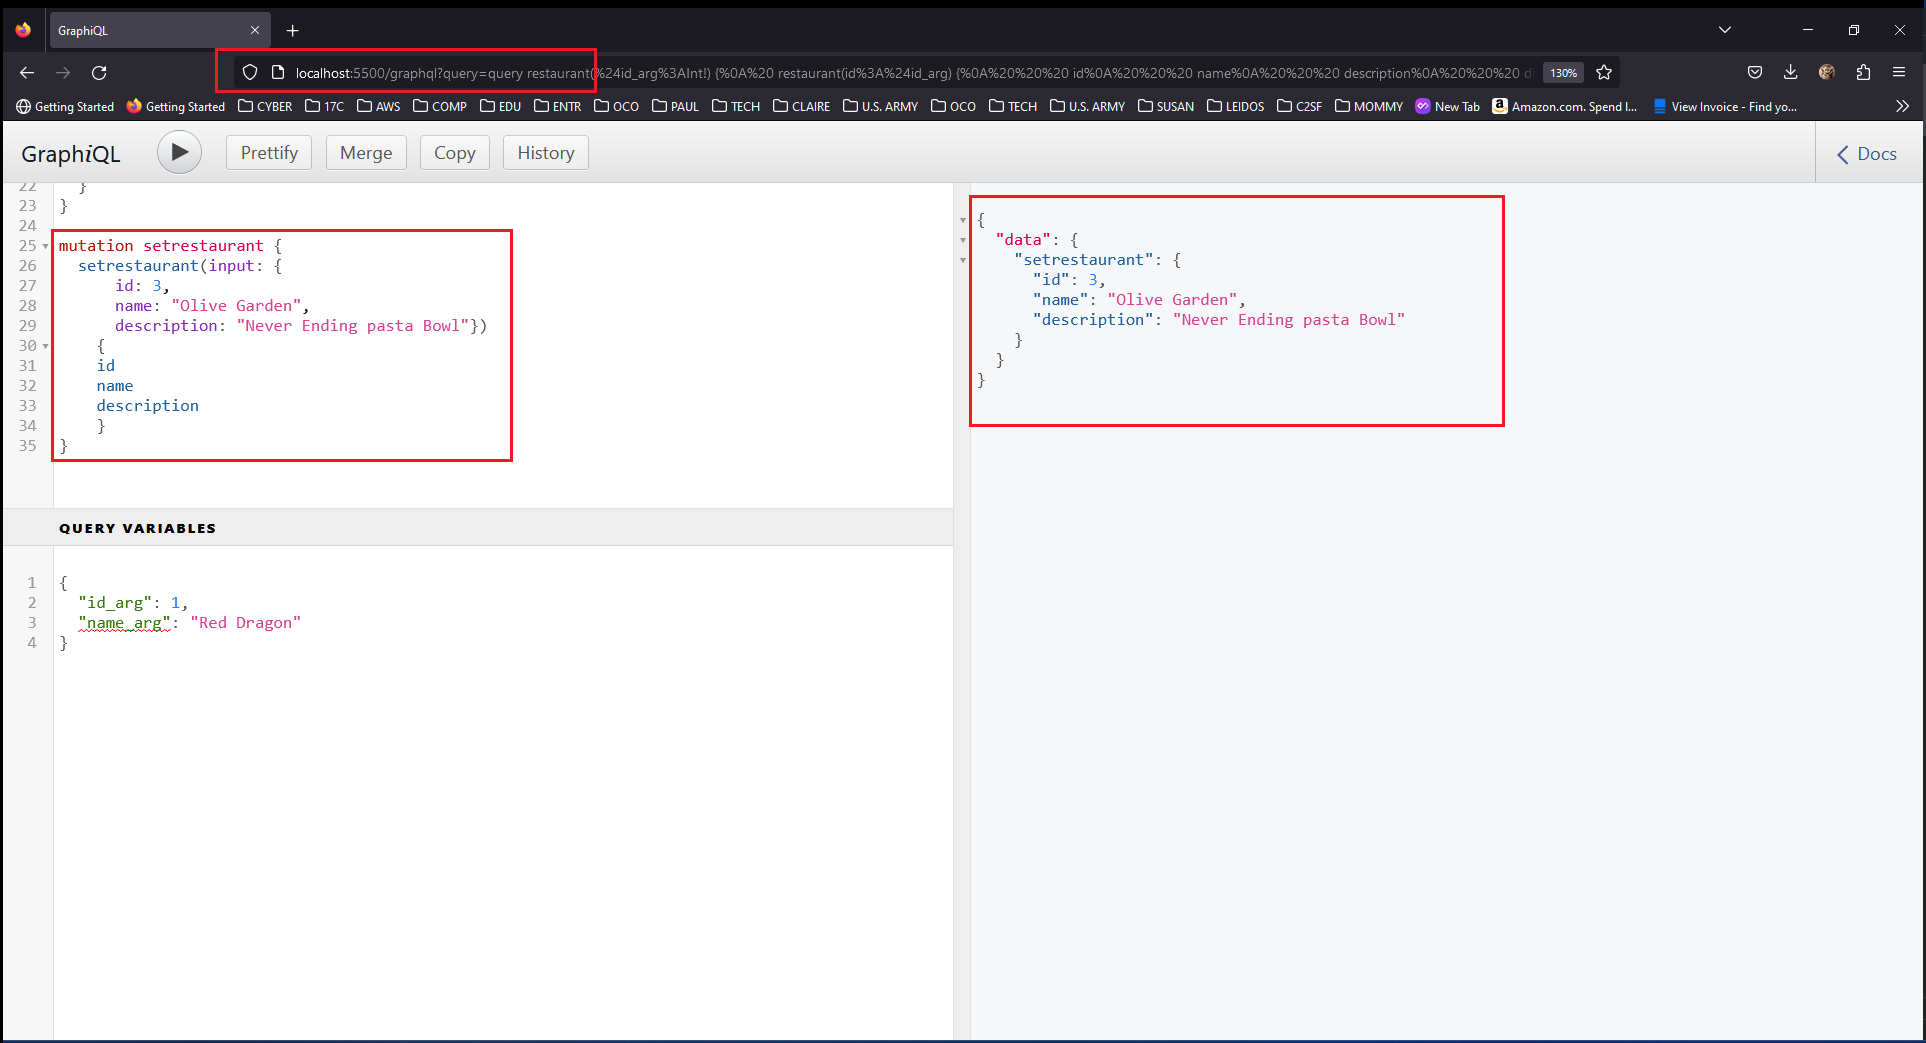 GraphiQL
localhost:5500/graphql?query=query restaurant(%24id_arg%3AInt!) {%0A%20 restaurant(id%3A%24id_arg) {%0A%20%20%20 id%0A%20%20%20 name%0A%20%20%20 description%0A%20%20%20 d
130%
Getting Started Getting Started CYBER 17C AWS COMP EDU ENTR OCO PAUL TECH CLAIRE U.S. ARMY OCO TECH U.S. ARMY SUSAN LEIDOS C2SF MOMMY New Tab Amazon.com. Spend l... View Invoice - Find yo...
GraphiQL Prettify Merge Copy History Docs
22 }
23 }
24
25 mutation setrestaurant {
26 setrestaurant(input: {
27 id: 3,
28 name: "Olive Garden",
29 description: "Never Ending pasta Bowl"})
30 {
31 id
32 name
33 description
34 }
35 }
QUERY VARIABLES
1 {
2 "id_arg": 1,
3 "name_arg": "Red Dragon"
4 }
{
"data": {
"setrestaurant": {
"id": 3,
"name": "Olive Garden",
"description": "Never Ending pasta Bowl"
}
}
}